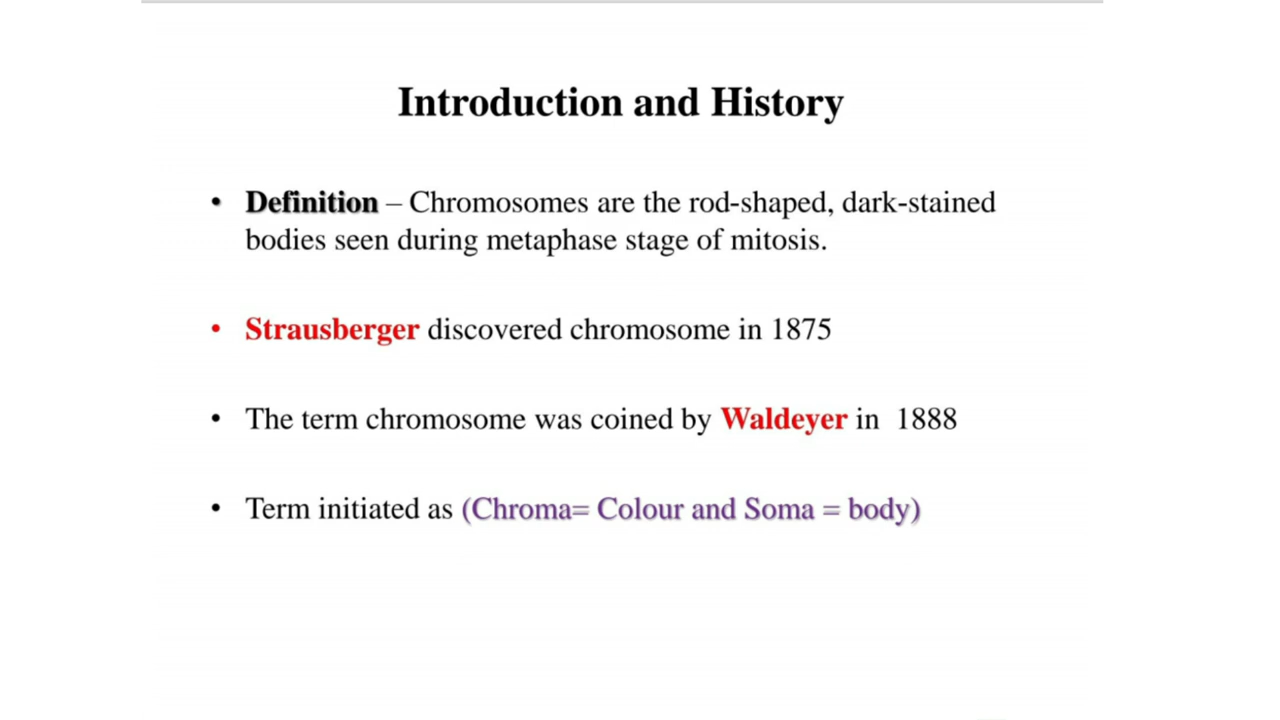 Introduction and History
• Definition – Chromosomes are the rod-shaped, dark-stained
bodies seen during metaphase stage of mitosis.
• Strausberger discovered chromosome in 1875
• The term chromosome was coined by Waldeyer in  1888
• Term initiated as (Chroma= Colour and Soma = body)